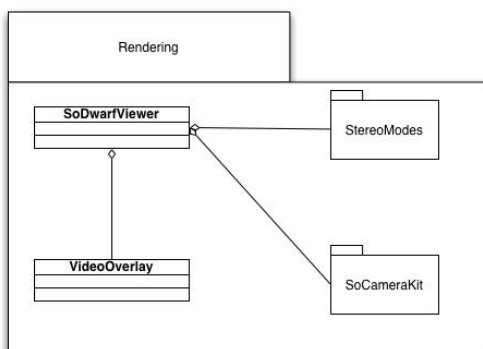 Rendering
SoDwarfViewer
StereoModes
VideoOverlay
SoCameraKit